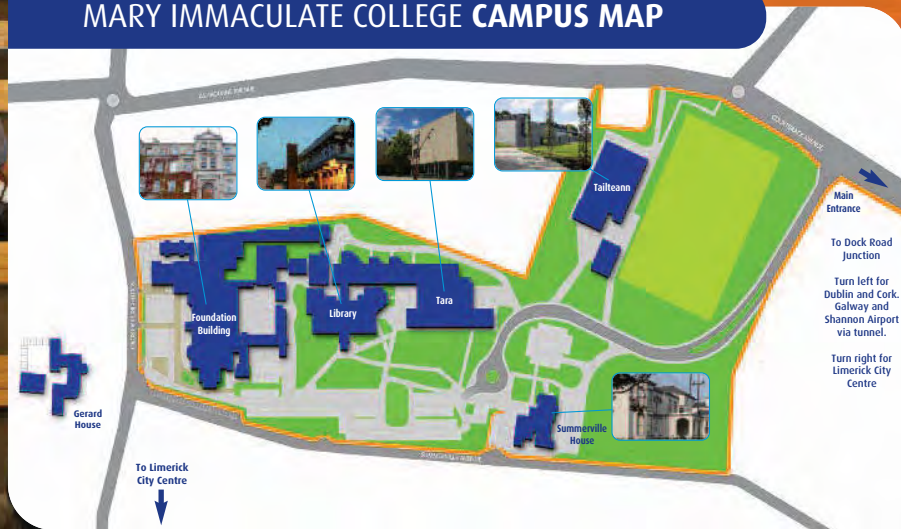 MARY IMMACULATE COLLEGE CAMPUS MAP
COURTBRACK AVENUE
Tailteann
Main
Entrance
To Dock Road
Junction
Turn left for
Dublin and Cork.
Galway and
Shannon Airport
via tunnel.
Turn right for
Limerick City
Centre
Foundation
Building
Library
Tara
Gerard
House
Summerville
House
To Limerick
City Centre